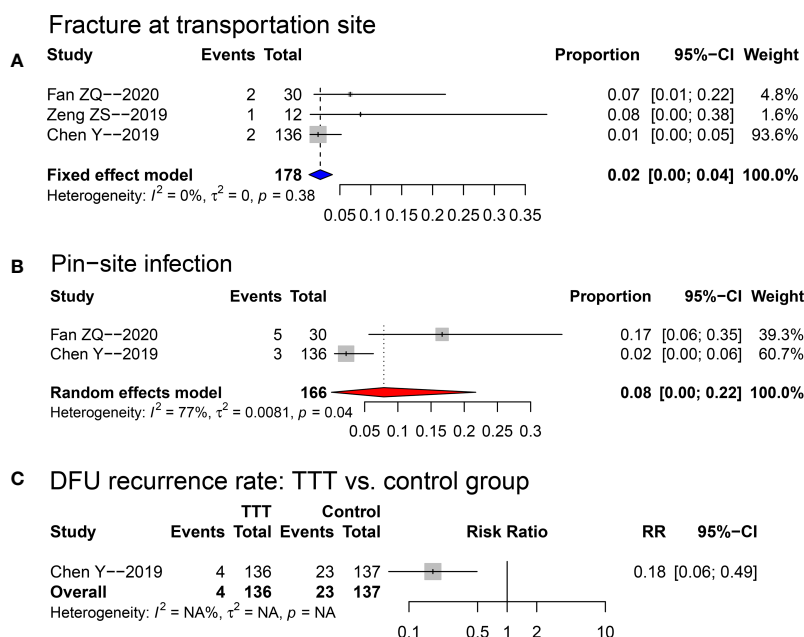 Fracture at transportation site
A
Study Events Total Proportion 95%−CI Weight
Fan ZQ−−2020 2 30 0.07 [0.01; 0.22] 4.8%
Zeng ZS−−2019 1 12 0.08 [0.00; 0.38] 1.6%
Chen Y−−2019 2 136 0.01 [0.00; 0.05] 93.6%
Fixed effect model 178 0.02 [0.00; 0.04] 100.0%
Heterogeneity: I² = 0%, τ² = 0, p = 0.38
0.05 0.1 0.15 0.2 0.25 0.3 0.35
B Pin−site infection
Study Events Total Proportion 95%−CI Weight
Fan ZQ−−2020 5 30 0.17 [0.06; 0.35] 39.3%
Chen Y−−2019 3 136 0.02 [0.00; 0.06] 60.7%
Random effects model 166 0.08 [0.00; 0.22] 100.0%
Heterogeneity: I² = 77%, τ² = 0.0081, p = 0.04
0.05 0.1 0.15 0.2 0.25 0.3
C DFU recurrence rate: TTT vs. control group
TTT Control
Study Events Total Events Total Risk Ratio RR 95%−CI
Chen Y−−2019 4 136 23 137 0.18 [0.06; 0.49]
Overall 4 136 23 137
Heterogeneity: I² = NA%, τ² = NA, p = NA
0.1 0.5 1 2 10